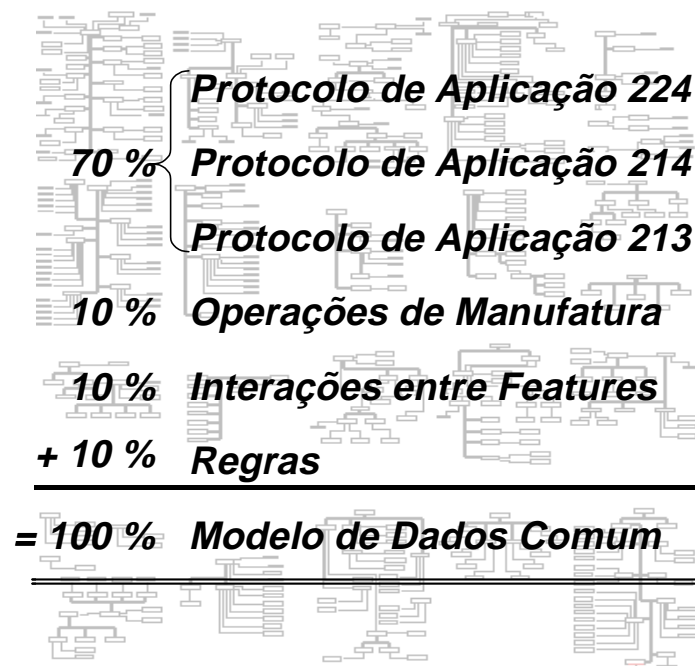 Protocolo de Aplicação 224
70 % Protocolo de Aplicação 214
Protocolo de Aplicação 213
10 % Operações de Manufatura
10 % Interações entre Features
+ 10 % Regras
= 100 % Modelo de Dados Comum